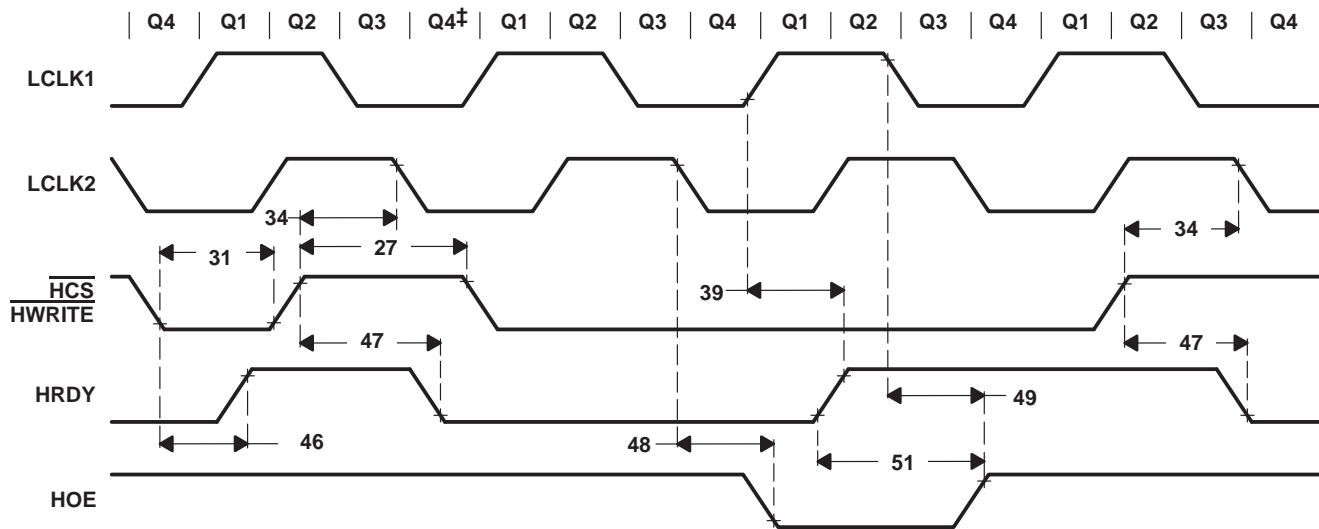 Q4 Q1 Q2 Q3 Q4‡ Q1 Q2 Q3 Q4 Q1 Q2 Q3 Q4 Q1 Q2 Q3 Q4
LCLK1
LCLK2
34
34
31
27
HCS
HWRITE
39
47
47
HRDY
49
46
48
51
HOE